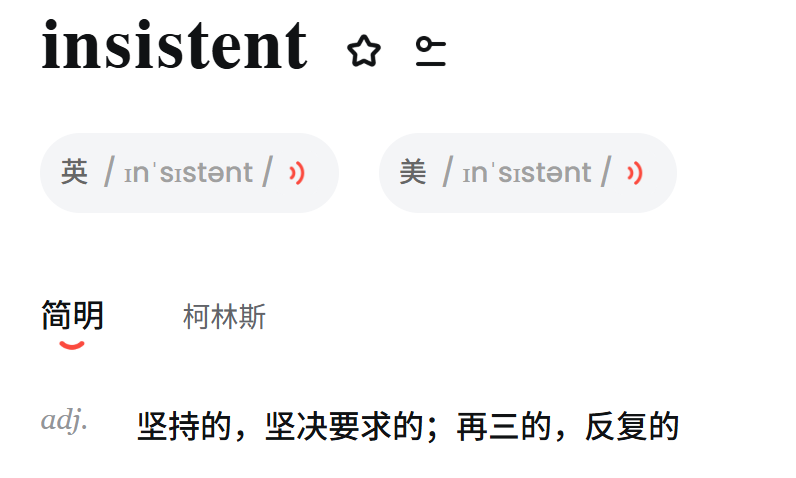 insistent
英 / ɪnˈsɪstənt / 美 / ɪnˈsɪstənt /
简明 柯林斯
adj. 坚持的，坚决要求的；再三的，反复的